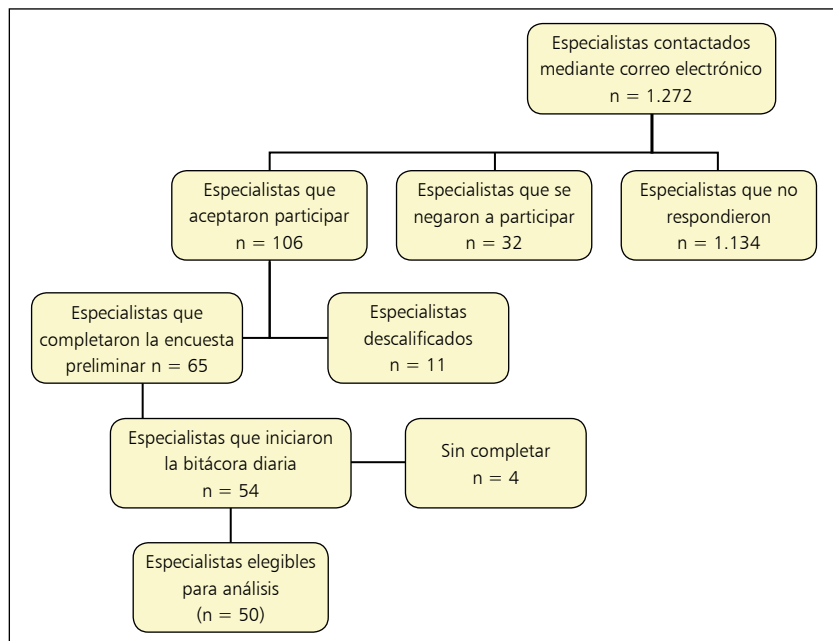 Especialistas contactados
mediante correo electrónico
n = 1.272
Especialistas que
aceptaron participar
n = 106
Especialistas que se
negaron a participar
n = 32
Especialistas que no
respondieron
n = 1.134
Especialistas que
completaron la encuesta
preliminar n = 65
Especialistas
descalificados
n = 11
Especialistas que iniciaron
la bitácora diaria
n = 54
Sin completar
n = 4
Especialistas elegibles
para análisis
(n = 50)